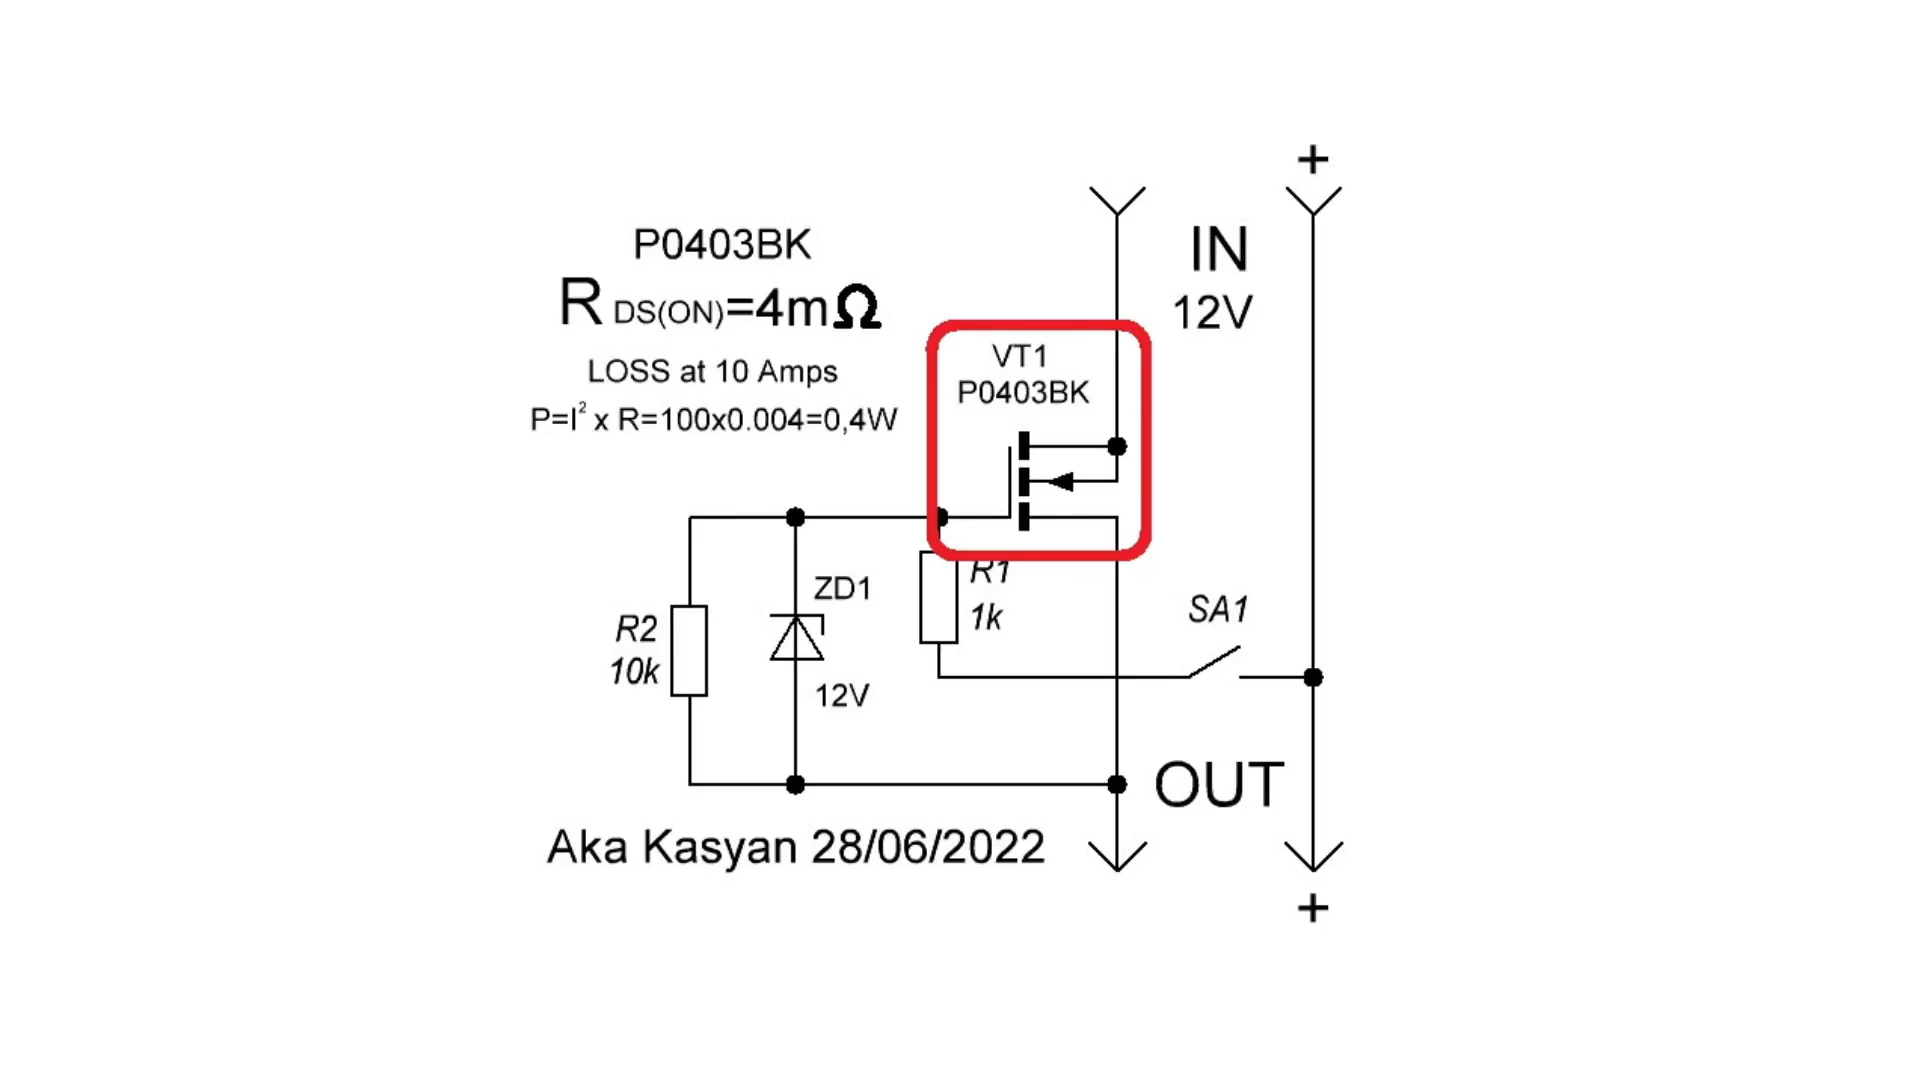 +
P0403BK
R DS(ON)=4mΩ
LOSS at 10 Amps
P=I² x R=100x0.004=0,4W
IN
12V
VT1
P0403BK
R2
10k
ZD1
12V
R1
1k
SA1
OUT
Aka Kasyan 28/06/2022
+